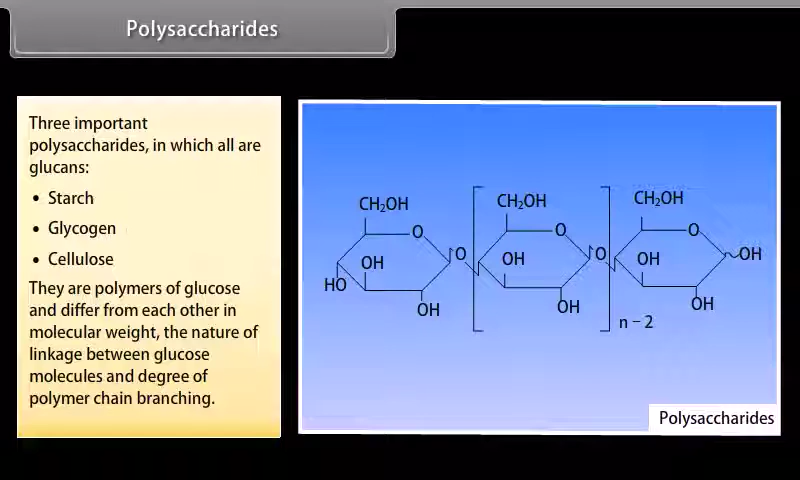 Polysaccharides
Three important
polysaccharides, in which all are
glucans:
• Starch
• Glycogen
• Cellulose
They are polymers of glucose
and differ from each other in
molecular weight, the nature of
linkage between glucose
molecules and degree of
polymer chain branching.
CH₂OH CH₂OH CH₂OH
O O O
O O OH
OH OH OH
HO
OH OH OH
n – 2
Polysaccharides